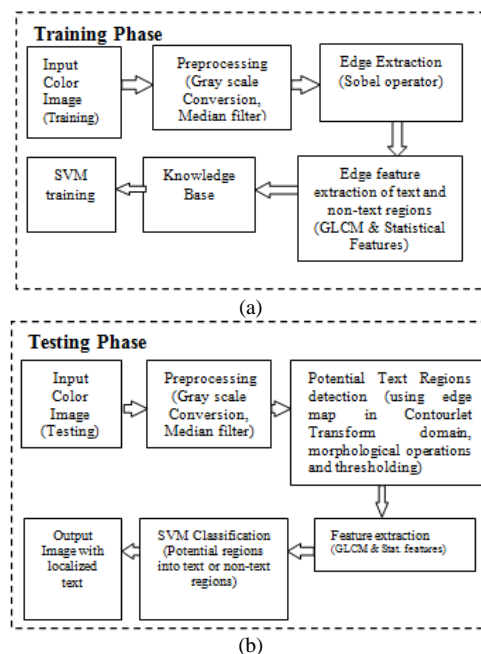 Training Phase
Input
Color
Image
(Training)
Preprocessing
(Gray scale
Conversion,
Median filter)
Edge Extraction
(Sobel operator)
SVM
training
Knowledge
Base
Edge feature
extraction of text and
non-text regions
(GLCM & Statistical
Features)
(a)
Testing Phase
Input
Color
Image
(Testing)
Preprocessing
(Gray scale
Conversion,
Median filter)
Potential Text Regions
detection (using edge
map in Contourlet
Transform domain,
morphological operations
and thresholding)
Output
Image with
localized
text
SVM Classification
(Potential regions
into text or non-text
regions)
Feature extraction
(GLCM & Stat. features)
(b)